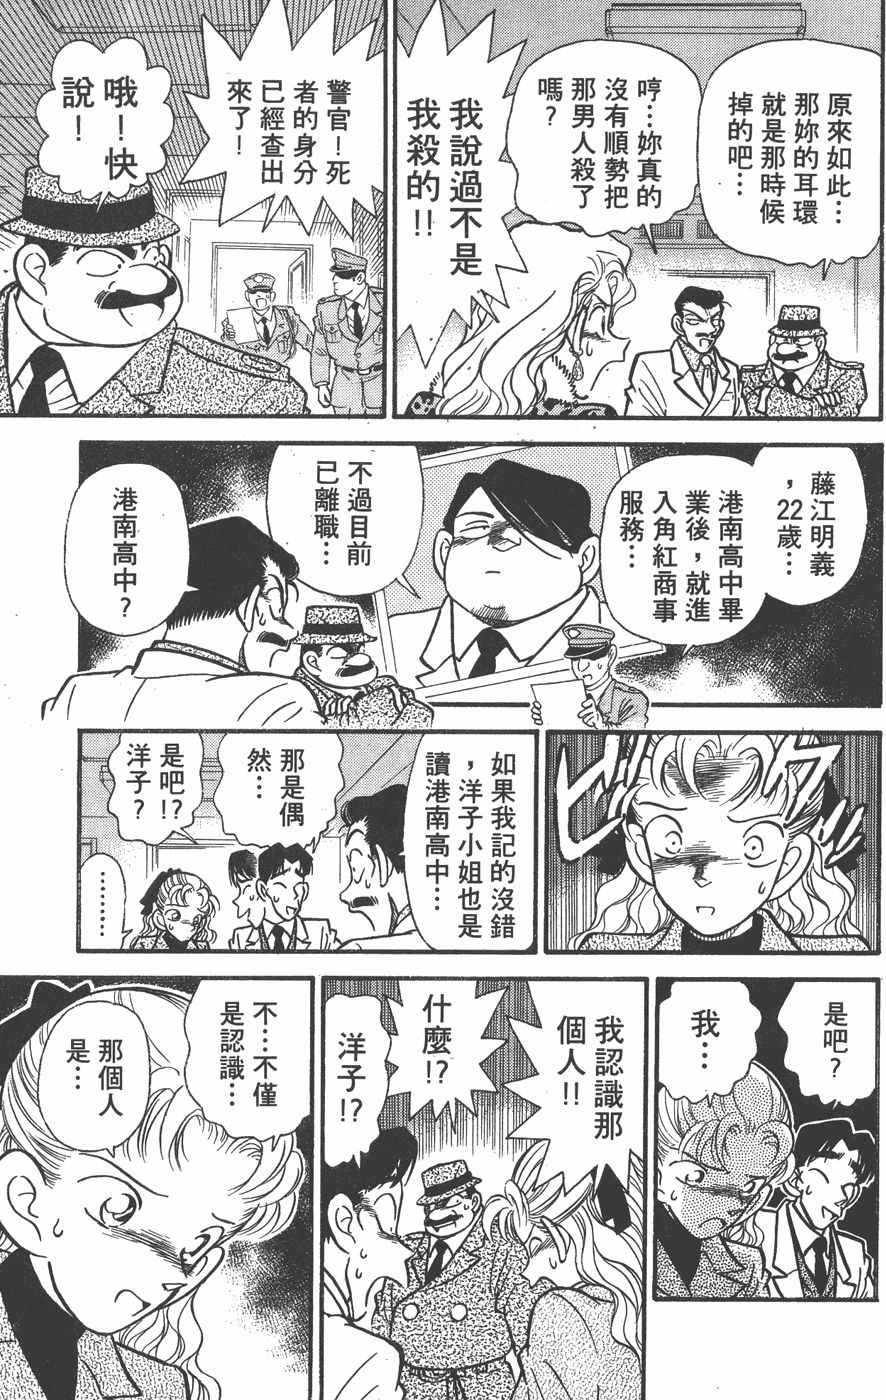 原來如此…
那妳的耳環
就是那時候
掉的吧…
哼…妳真的
沒有順勢把
那男人殺了
嗎？
我說過不是
我殺的!!
警官！死
者的身分
已經查出
來了！
哦！快
說！
藤江明義
，22歲…
港南高中畢
業後，就進
入角紅商事
服務…
不過目前
已離職…
港南高中？
ビクッ
如果我記的沒錯
，洋子小姐也是
讀港南高中…
那是偶
然…
是吧!?
洋子？
………
是吧？
我…
我認識那
個人!!
什麼!?
洋子!?
不…不僅
是認識…
那個人
是…